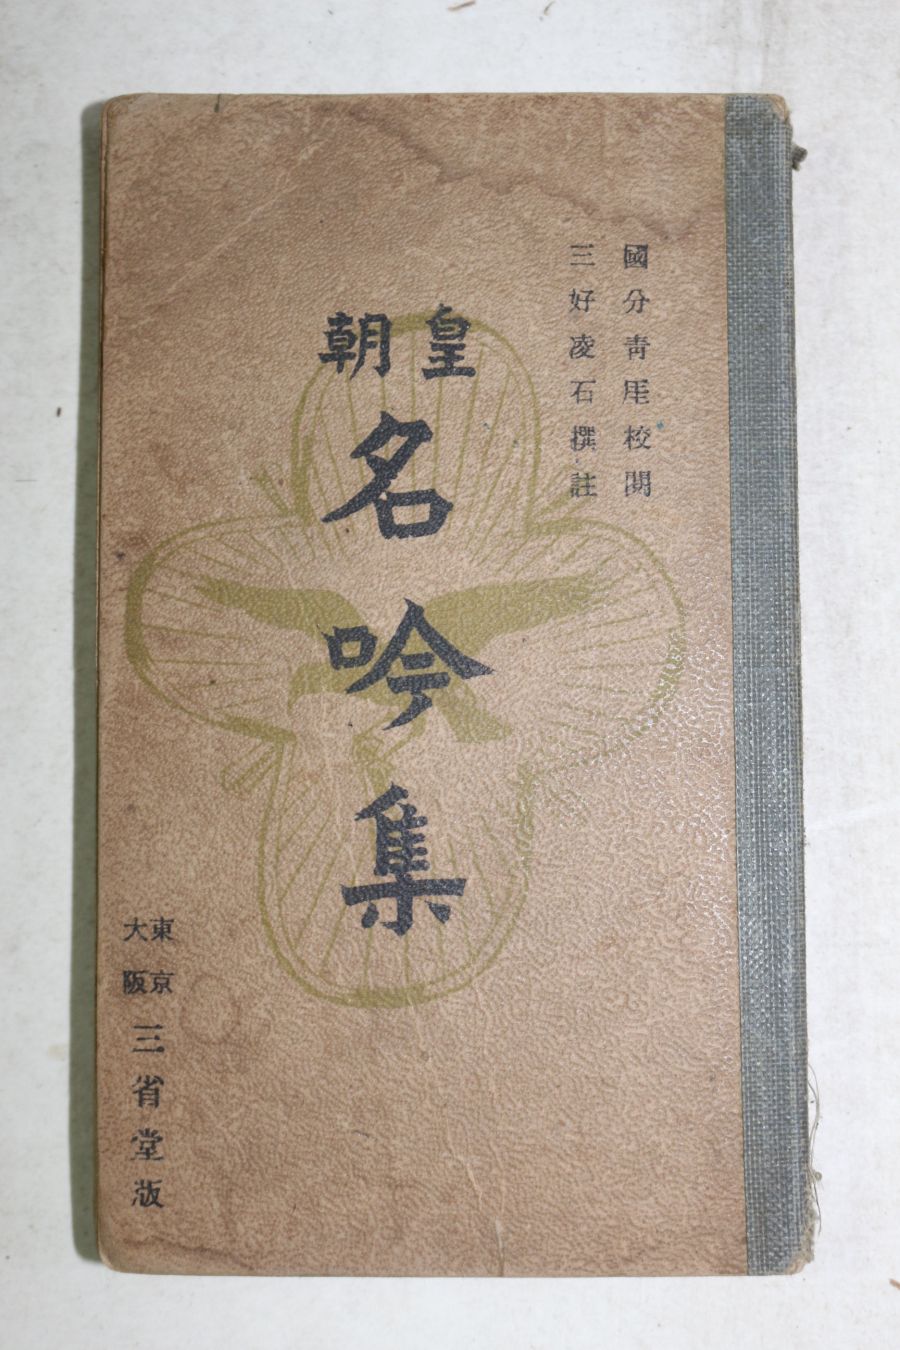 國分青厓校閱
三好凌石撰註
皇朝
名吟集
東京
大阪
三省堂版